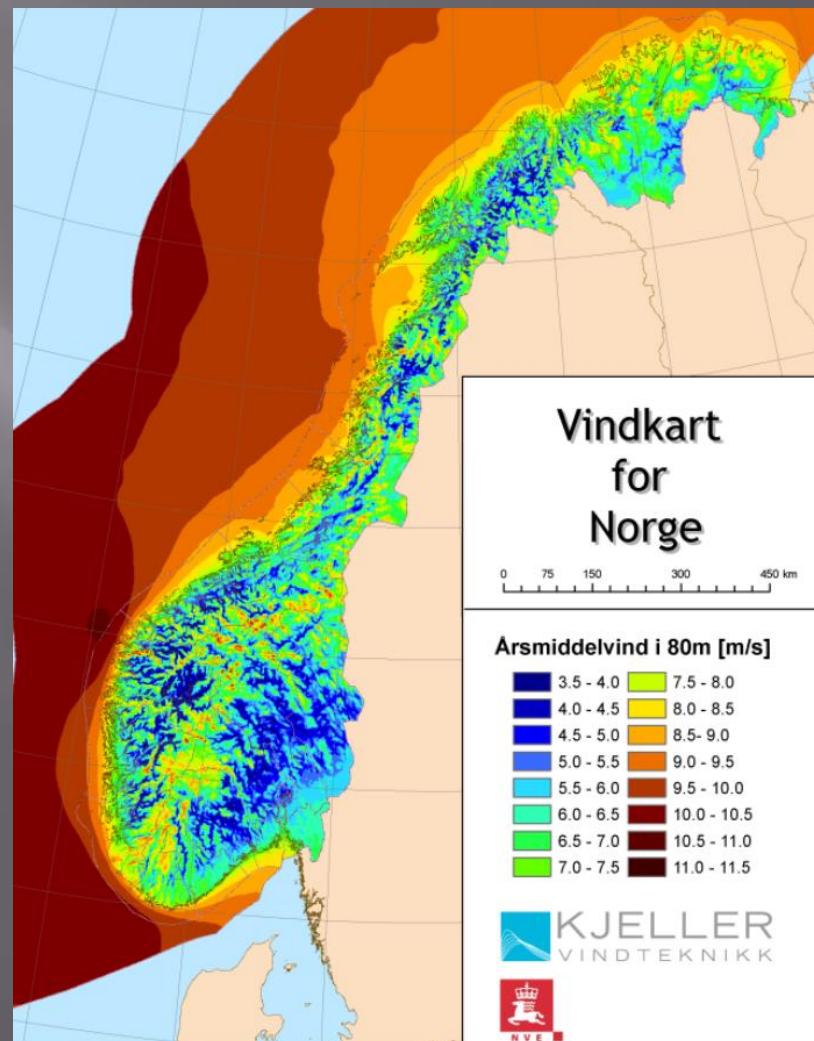 Vindkart
for
Norge
0 75 150 300 450 km
Årsmiddelvind i 80m [m/s]
3.5 - 4.0 7.5 - 8.0
4.0 - 4.5 8.0 - 8.5
4.5 - 5.0 8.5- 9.0
5.0 - 5.5 9.0 - 9.5
5.5 - 6.0 9.5 - 10.0
6.0 - 6.5 10.0 - 10.5
6.5 - 7.0 10.5 - 11.0
7.0 - 7.5 11.0 - 11.5
KJELLER
VINDTEKNIKK
NVE